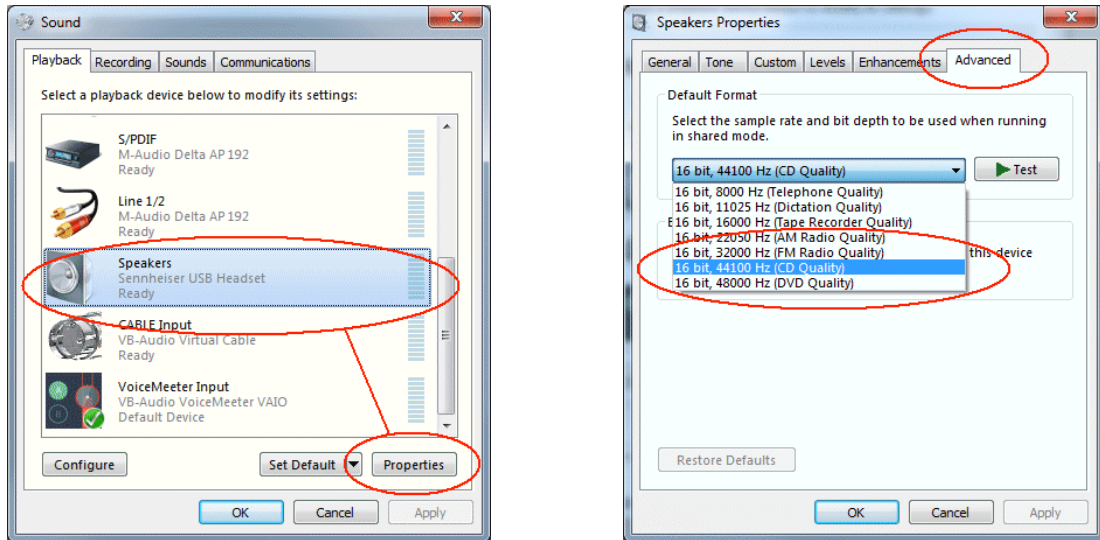 Sound
Playback Recording Sounds Communications
Select a playback device below to modify its settings:
S/PDIF
M-Audio Delta AP 192
Ready
Line 1/2
M-Audio Delta AP 192
Ready
Speakers
Sennheiser USB Headset
Ready
CABLE Input
VB-Audio Virtual Cable
Ready
VoiceMeeter Input
VB-Audio VoiceMeeter VAIO
Default Device
Configure Set Default Properties
OK Cancel Apply
Speakers Properties
General Tone Custom Levels Enhancements Advanced
Default Format
Select the sample rate and bit depth to be used when running
in shared mode.
16 bit, 44100 Hz (CD Quality) Test
16 bit, 8000 Hz (Telephone Quality)
16 bit, 11025 Hz (Dictation Quality)
16 bit, 16000 Hz (Tape Recorder Quality)
16 bit, 22050 Hz (AM Radio Quality)
16 bit, 32000 Hz (FM Radio Quality) this device
16 bit, 44100 Hz (CD Quality)
16 bit, 48000 Hz (DVD Quality)
Restore Defaults
OK Cancel Apply